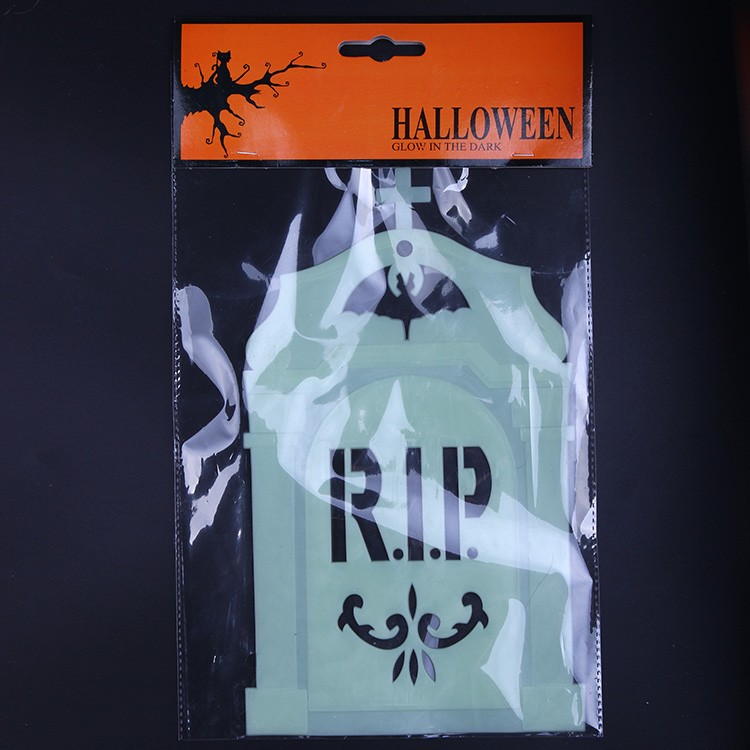 HALLOWEEN
GLOW IN THE DARK
R.I.P.